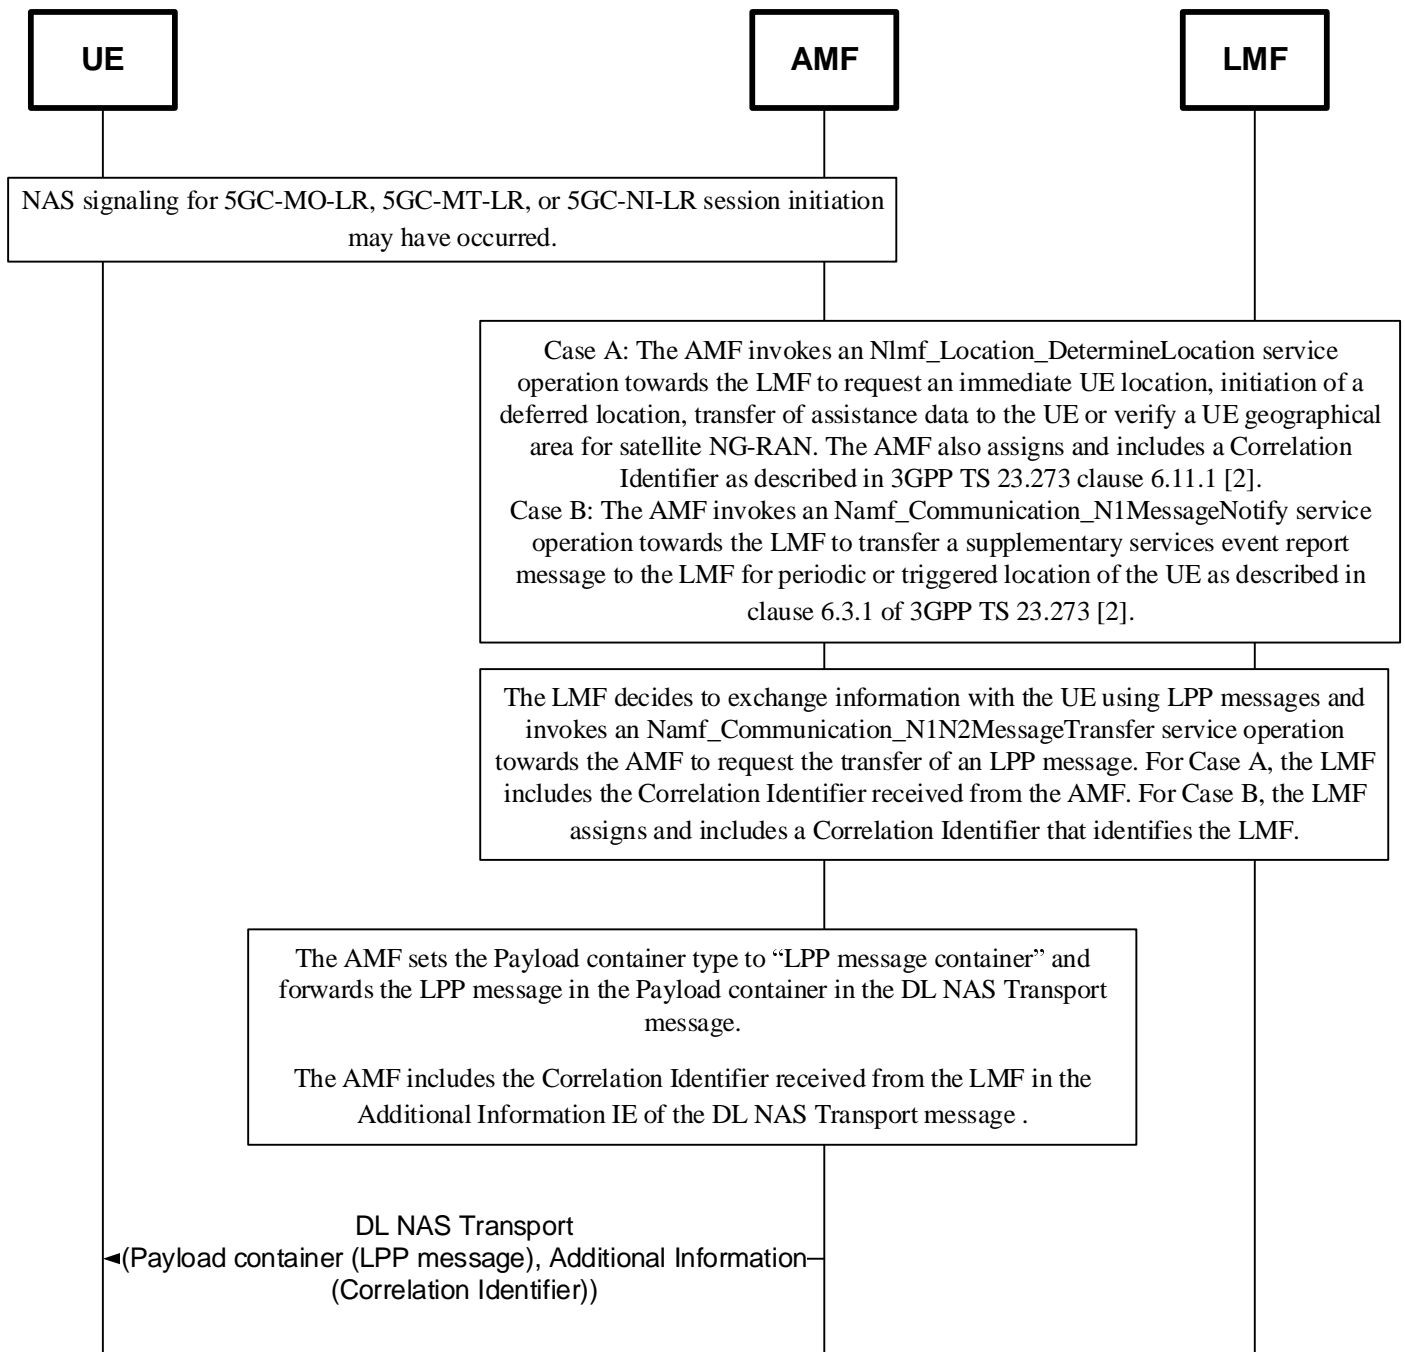 UE
AMF
LMF
NAS signaling for 5GC-MO-LR, 5GC-MT-LR, or 5GC-NI-LR session initiation
may have occurred.
Case A: The AMF invokes an Nlmf_Location_DetermineLocation service
operation towards the LMF to request an immediate UE location, initiation of a
deferred location, transfer of assistance data to the UE or verify a UE geographical
area for satellite NG-RAN. The AMF also assigns and includes a Correlation
Identifier as described in 3GPP TS 23.273 clause 6.11.1 [2].
Case B: The AMF invokes an Namf_Communication_N1MessageNotify service
operation towards the LMF to transfer a supplementary services event report
message to the LMF for periodic or triggered location of the UE as described in
clause 6.3.1 of 3GPP TS 23.273 [2].
The LMF decides to exchange information with the UE using LPP messages and
invokes an Namf_Communication_N1N2MessageTransfer service operation
towards the AMF to request the transfer of an LPP message. For Case A, the LMF
includes the Correlation Identifier received from the AMF. For Case B, the LMF
assigns and includes a Correlation Identifier that identifies the LMF.
The AMF sets the Payload container type to “LPP message container” and
forwards the LPP message in the Payload container in the DL NAS Transport
message.
The AMF includes the Correlation Identifier received from the LMF in the
Additional Information IE of the DL NAS Transport message .
DL NAS Transport
(Payload container (LPP message), Additional Information
(Correlation Identifier))